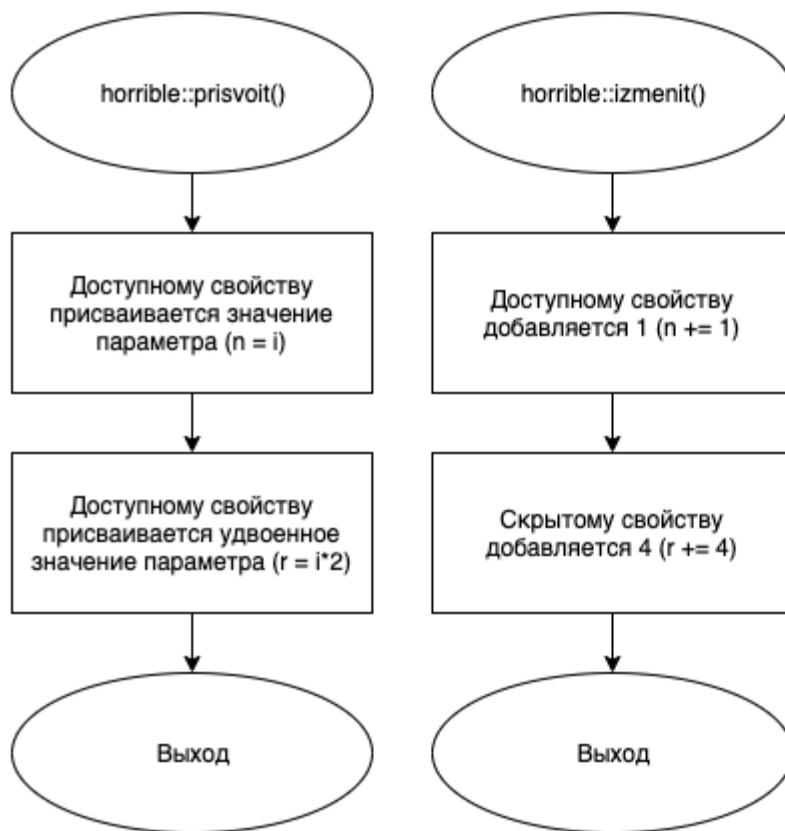 horrible::prisvoit()
Доступному свойству
присваивается значение
параметра (n = i)
Доступному свойству
присваивается удвоенное
значение параметра (r = i*2)
Выход
horrible::izmenit()
Доступному свойству
добавляется 1 (n += 1)
Скрытому свойству
добавляется 4 (r += 4)
Выход